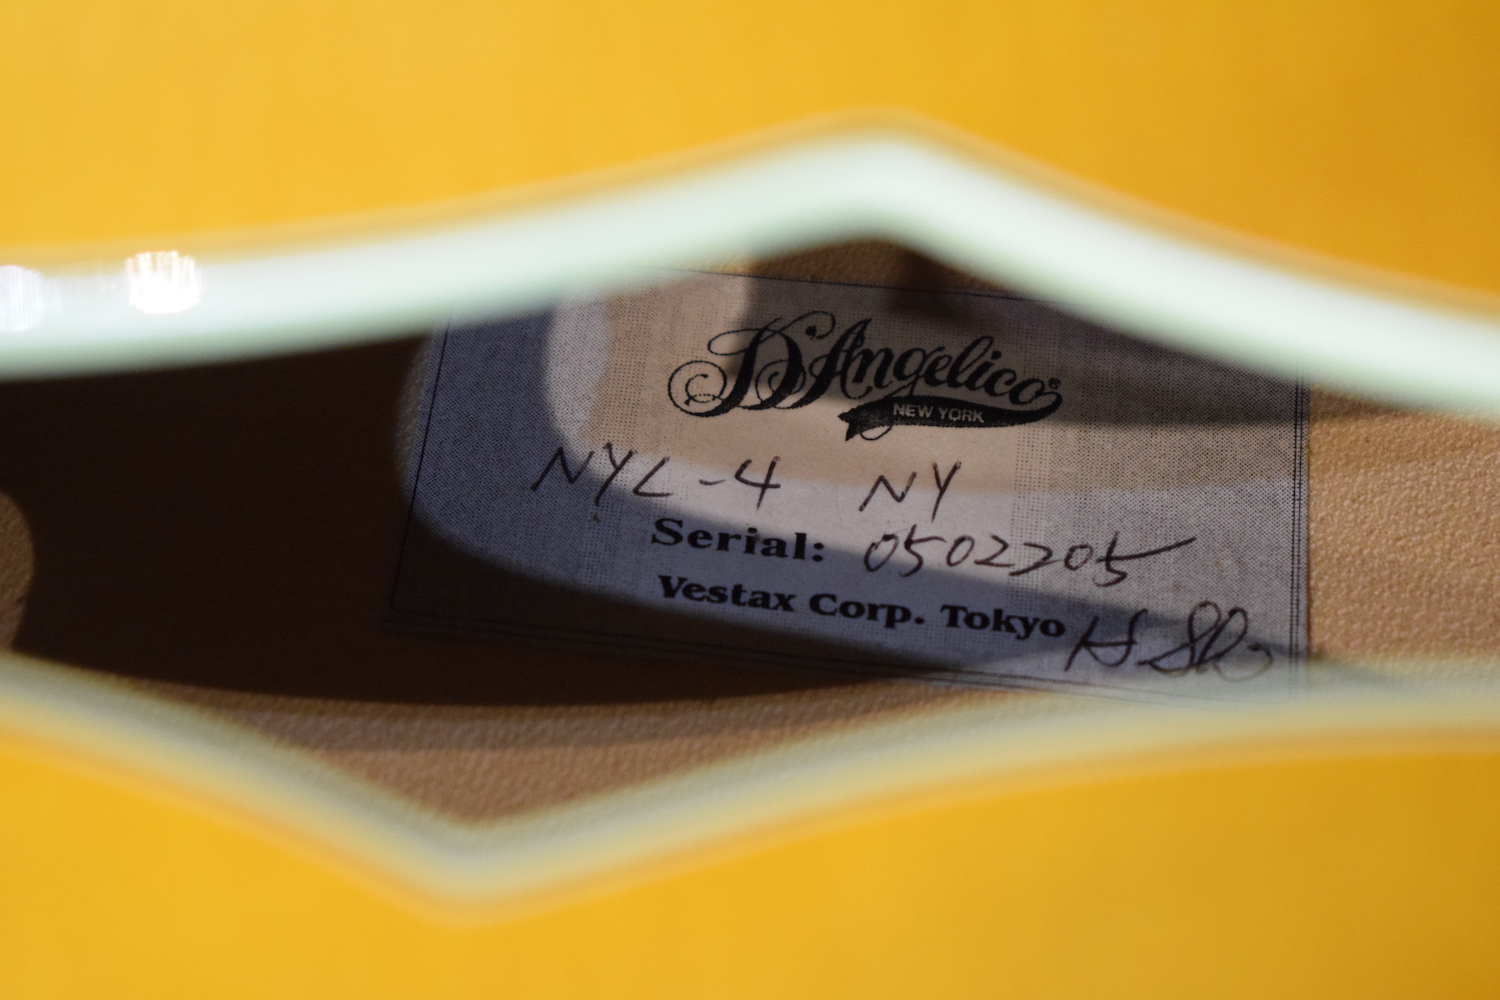 D'Angelico®
NEW YORK
NYL-4 NY
Serial: 0502205
Vestax Corp. Tokyo